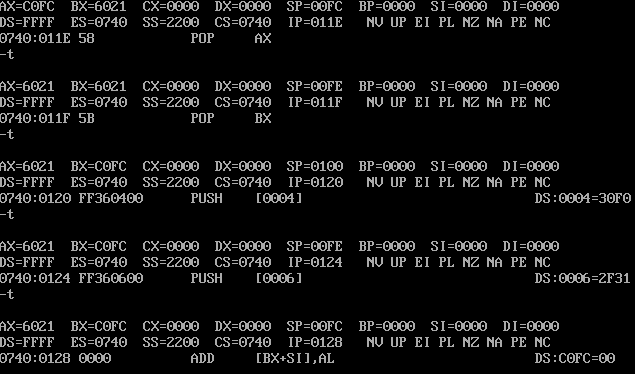 AX=C0FC  BX=6021  CX=0000  DX=0000  SP=00FC  BP=0000  SI=0000  DI=0000
DS=FFFF  ES=0740  SS=2200  CS=0740  IP=011E   NV UP EI PL NZ NA PE NC
0740:011E 58            POP     AX
-t
AX=6021  BX=6021  CX=0000  DX=0000  SP=00FE  BP=0000  SI=0000  DI=0000
DS=FFFF  ES=0740  SS=2200  CS=0740  IP=011F   NV UP EI PL NZ NA PE NC
0740:011F 5B            POP     BX
-t
AX=6021  BX=C0FC  CX=0000  DX=0000  SP=0100  BP=0000  SI=0000  DI=0000
DS=FFFF  ES=0740  SS=2200  CS=0740  IP=0120   NV UP EI PL NZ NA PE NC
0740:0120 FF360400      PUSH    [0004]                             DS:0004=30F0
-t
AX=6021  BX=C0FC  CX=0000  DX=0000  SP=00FE  BP=0000  SI=0000  DI=0000
DS=FFFF  ES=0740  SS=2200  CS=0740  IP=0124   NV UP EI PL NZ NA PE NC
0740:0124 FF360600      PUSH    [0006]                             DS:0006=2F31
-t
AX=6021  BX=C0FC  CX=0000  DX=0000  SP=00FC  BP=0000  SI=0000  DI=0000
DS=FFFF  ES=0740  SS=2200  CS=0740  IP=0128   NV UP EI PL NZ NA PE NC
0740:0128 0000          ADD     [BX+SI],AL                         DS:C0FC=00